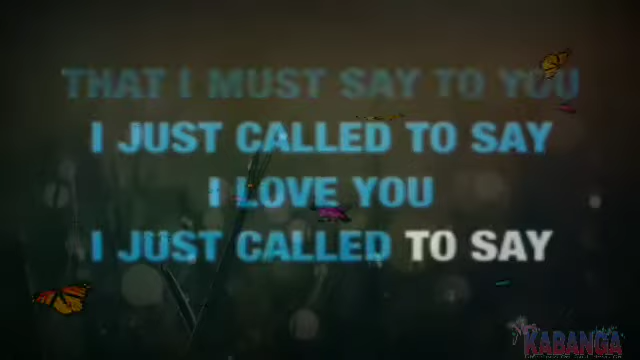 THAT I MUST SAY TO YOU
I JUST CALLED TO SAY
I LOVE YOU
I JUST CALLED TO SAY
KABANGA